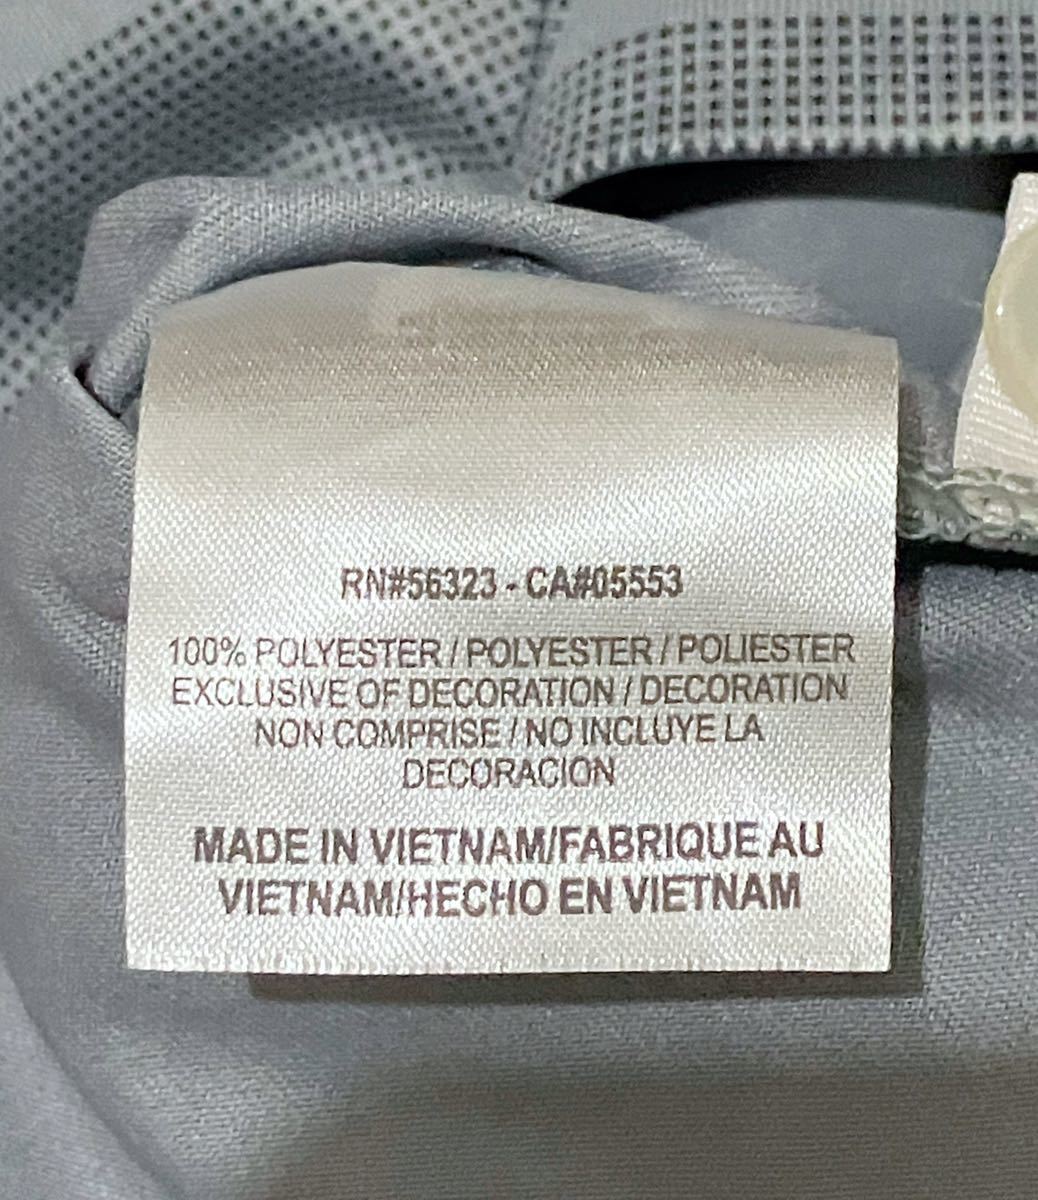 RN#56323 - CA#05553
100% POLYESTER / POLYESTER / POLIESTER
EXCLUSIVE OF DECORATION / DECORATION
NON COMPRISE / NO INCLUYE LA
DECORACION
MADE IN VIETNAM/FABRIQUE AU
VIETNAM/HECHO EN VIETNAM